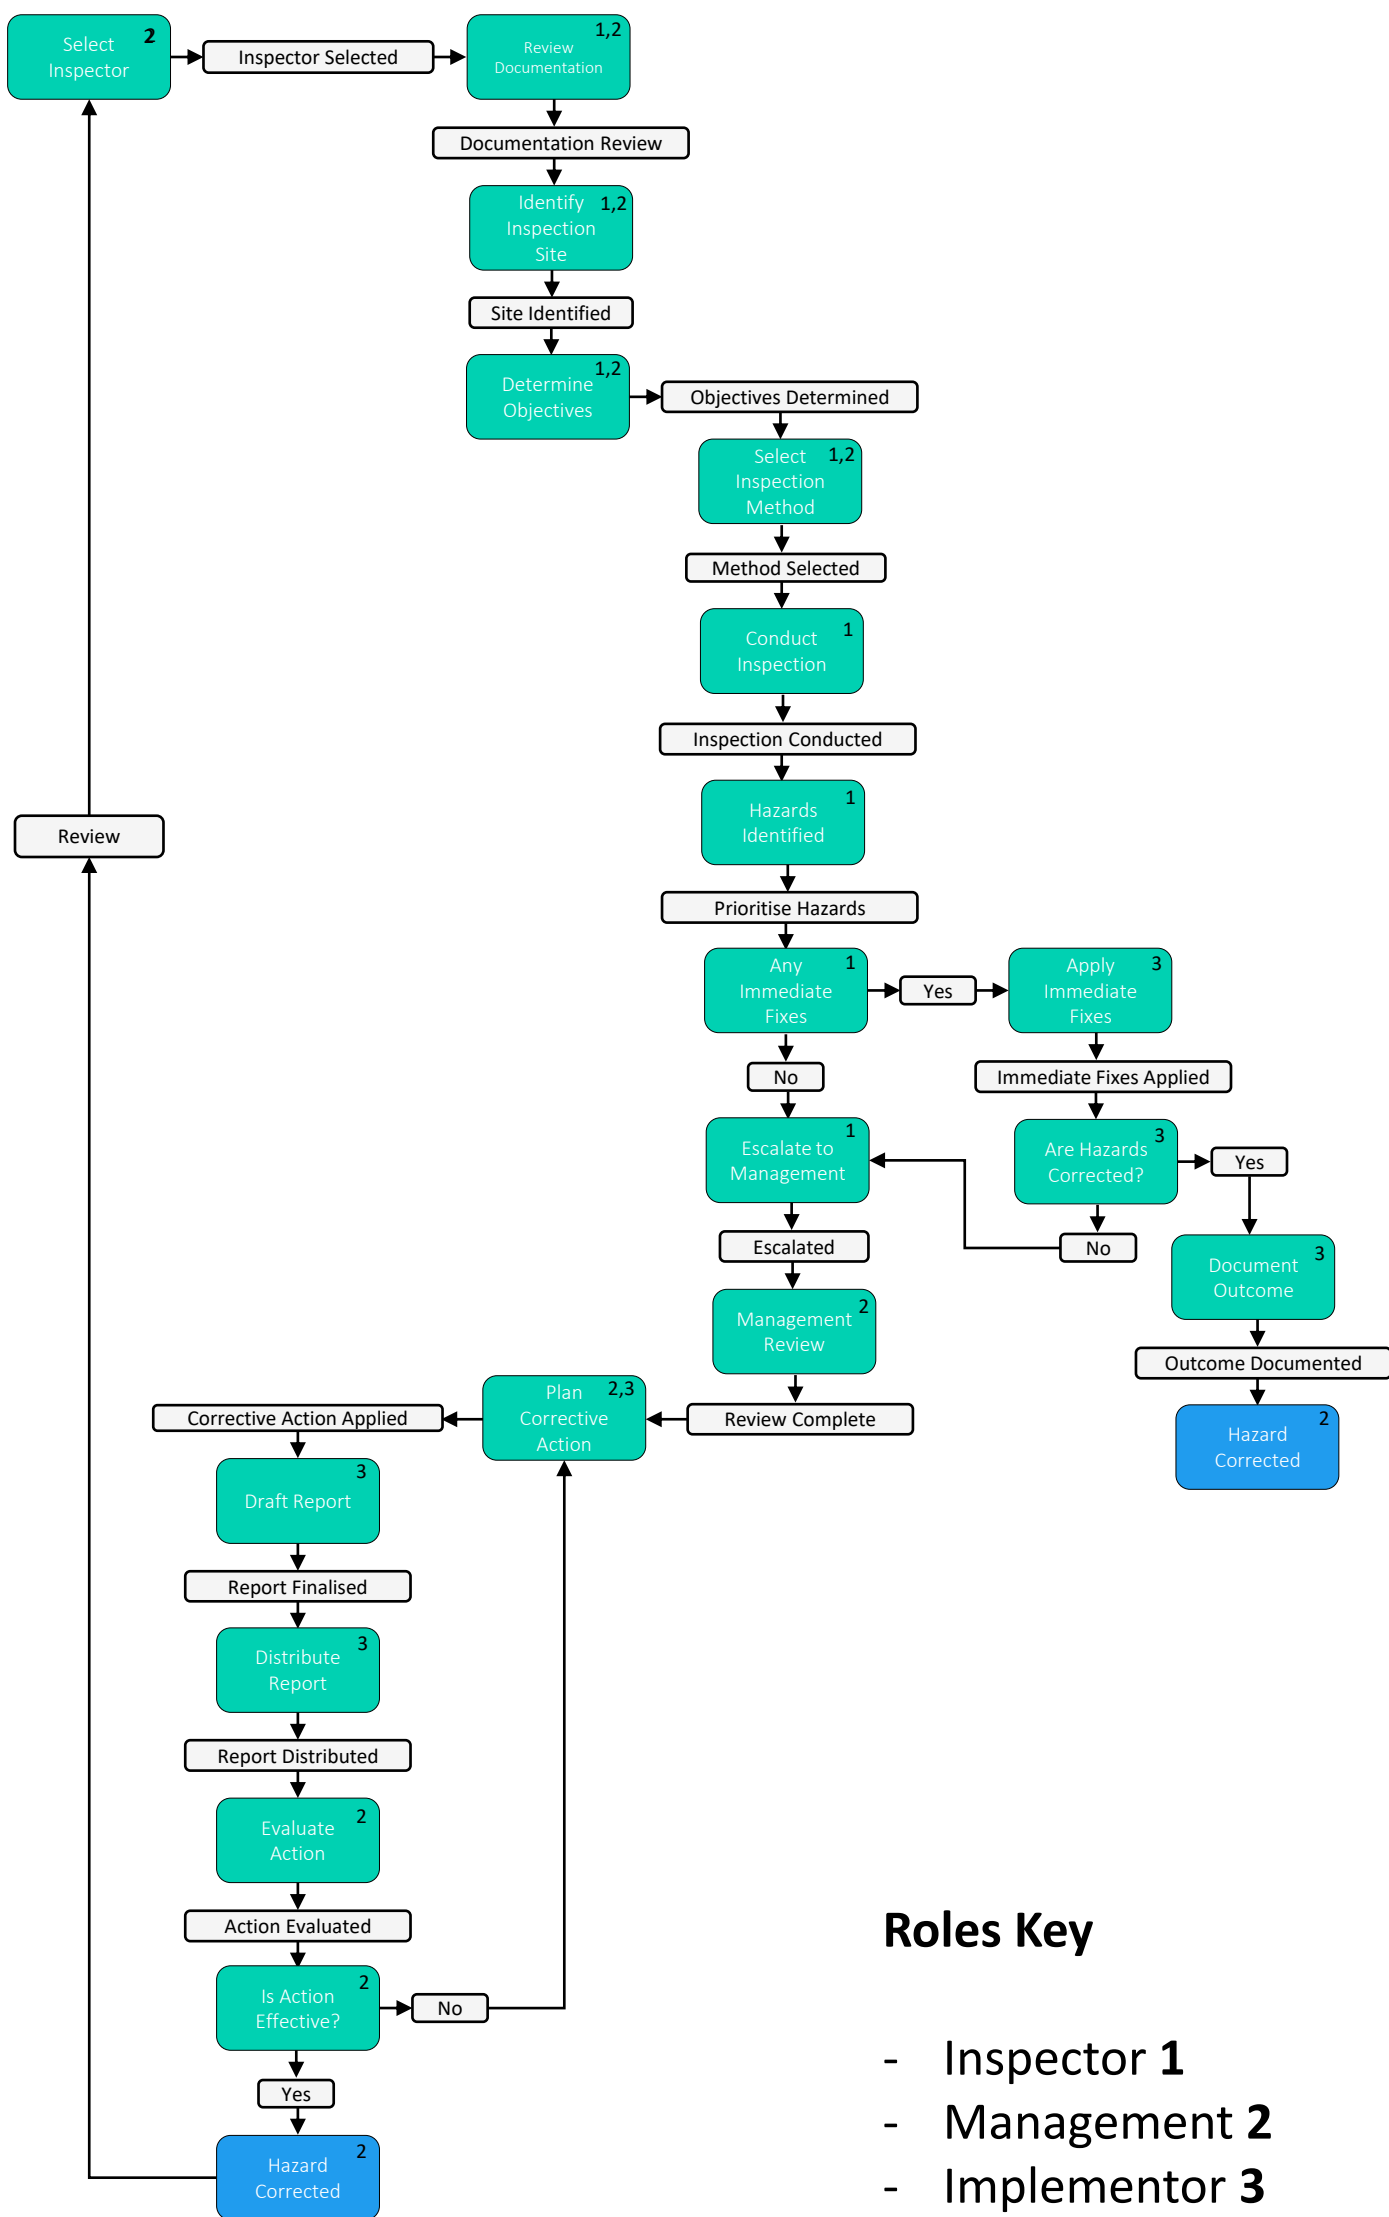 Select
Inspector
2
Inspector Selected
1,2
Review
Documentation
Documentation Review
Identify
Inspection
Site
1,2
Site Identified
1,2
Determine
Objectives
Objectives Determined
Select
Inspection
Method
1,2
Method Selected
1
Conduct
Inspection
Inspection Conducted
1
Hazards
Identified
Review
Prioritise Hazards
Any
Immediate
Fixes
1
Yes
Apply
Immediate
Fixes
3
No
Immediate Fixes Applied
1
Escalate to
Management
3
Are Hazards
Corrected?
Yes
Escalated
No
3
Document
Outcome
2
Management
Review
Outcome Documented
Review Complete
Plan
Corrective
Action
2,3
Corrective Action Applied
2
Hazard
Corrected
3
Draft Report
Report Finalised
3
Distribute
Report
Report Distributed
2
Evaluate
Action
Action Evaluated
2
Is Action
Effective?
No
Yes
2
Hazard
Corrected
Roles Key
- Inspector 1
- Management 2
- Implementor 3